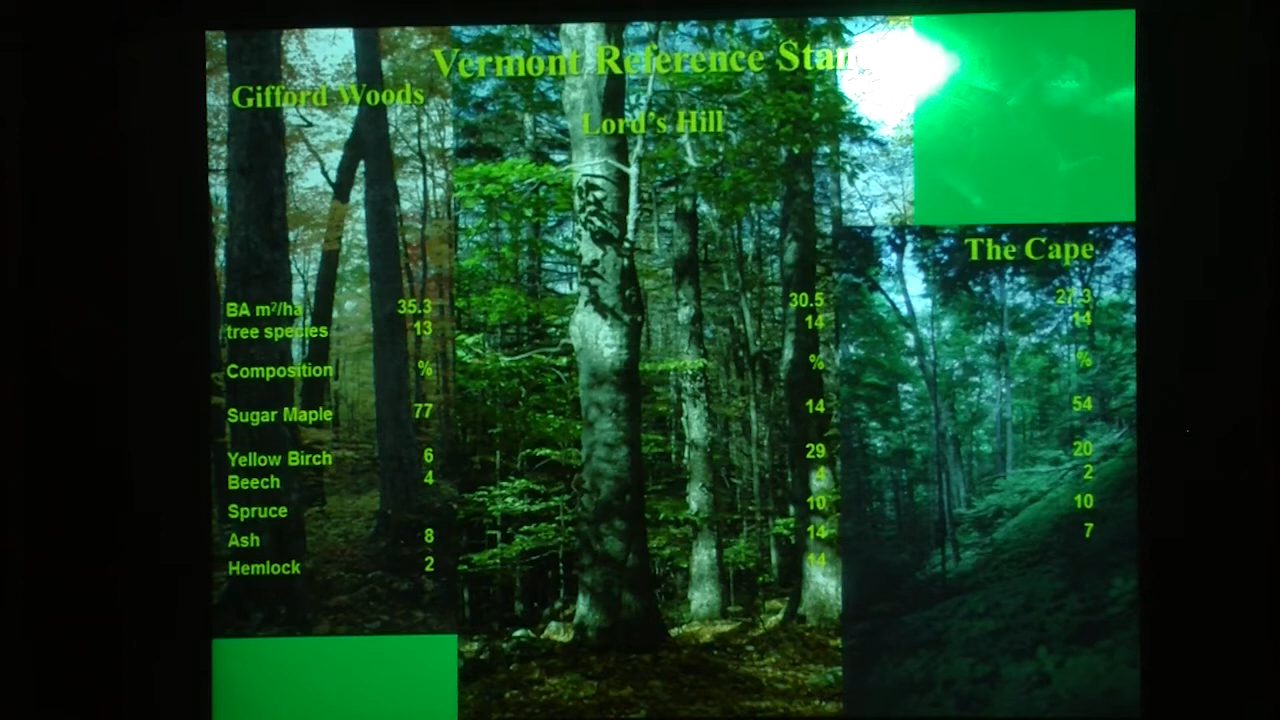 Vermont Reference
Gifford Woods
Lord's Hill
The Cape
BA m²/ha 35.3 30.5 27.3
tree species 13 14 14
Composition % % %
Sugar Maple 77 14 54
Yellow Birch 6 29 20
Beech 4 4 2
Spruce 10 10
Ash 8 14 7
Hemlock 2 14